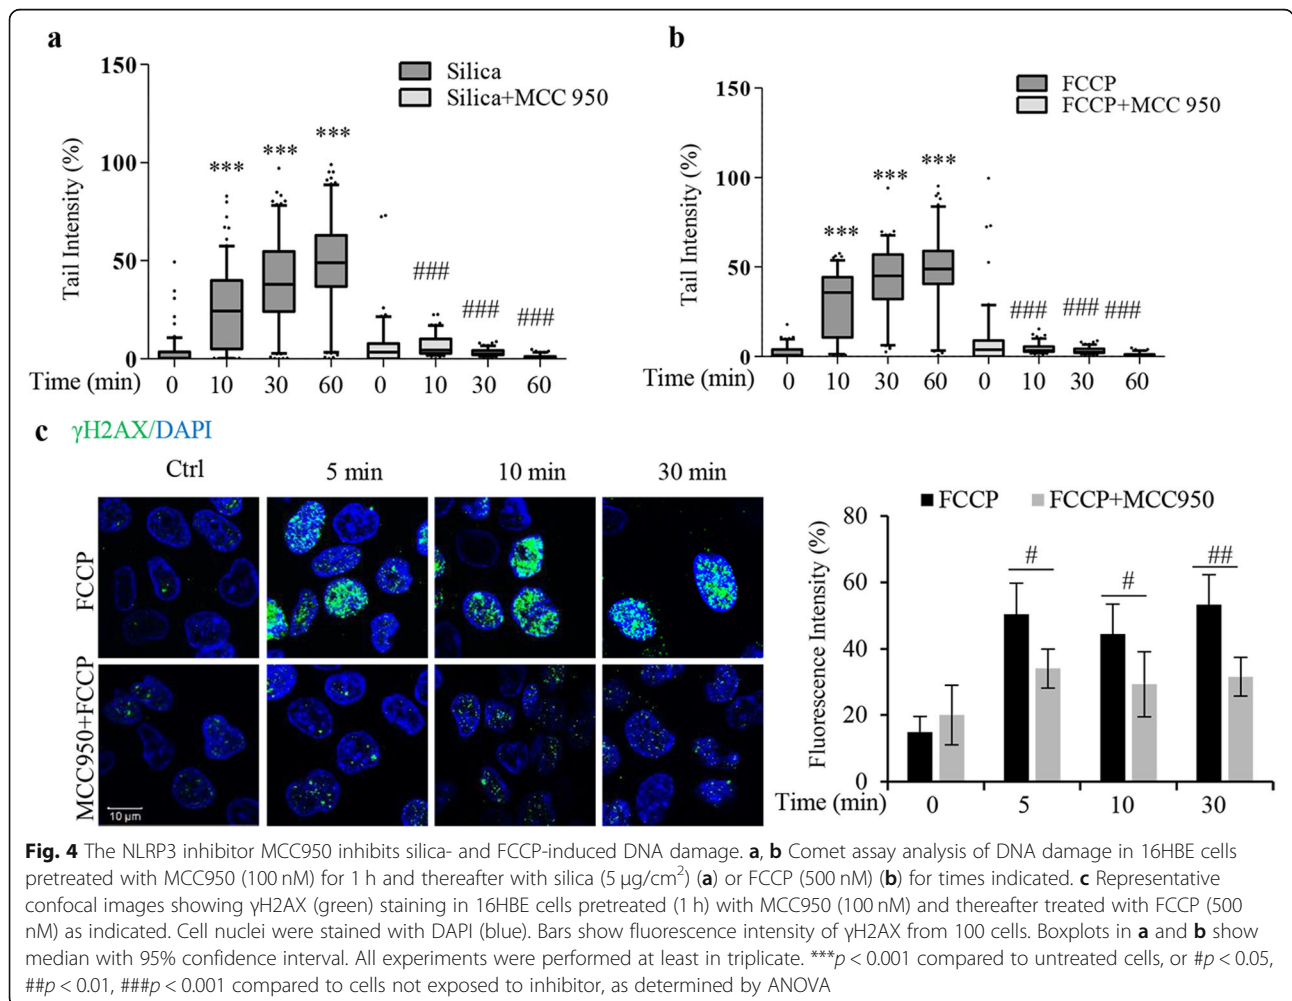 a
150
100
50
0
Tail Intensity (%)
Silica
Silica+MCC 950
***
***
***
###
###
###
Time (min)
0 10 30 60 0 10 30 60
b
150
100
50
0
Tail Intensity (%)
FCCP
FCCP+MCC 950
***
***
***
###
###
###
Time (min)
0 10 30 60 0 10 30 60
c γH2AX/DAPI
Ctrl 5 min 10 min 30 min
FCCP
MCC950+FCCP
10 µm
FCCP FCCP+MCC950
80
60
40
20
0
Fluorescence Intensity (%)
#
#
##
Time (min)
0 5 10 30
Fig. 4 The NLRP3 inhibitor MCC950 inhibits silica- and FCCP-induced DNA damage. a, b Comet assay analysis of DNA damage in 16HBE cells
pretreated with MCC950 (100 nM) for 1 h and thereafter with silica (5 µg/cm²) (a) or FCCP (500 nM) (b) for times indicated. c Representative
confocal images showing γH2AX (green) staining in 16HBE cells pretreated (1 h) with MCC950 (100 nM) and thereafter treated with FCCP (500
nM) as indicated. Cell nuclei were stained with DAPI (blue). Bars show fluorescence intensity of γH2AX from 100 cells. Boxplots in a and b show
median with 95% confidence interval. All experiments were performed at least in triplicate. ***p < 0.001 compared to untreated cells, or #p < 0.05,
##p < 0.01, ###p < 0.001 compared to cells not exposed to inhibitor, as determined by ANOVA